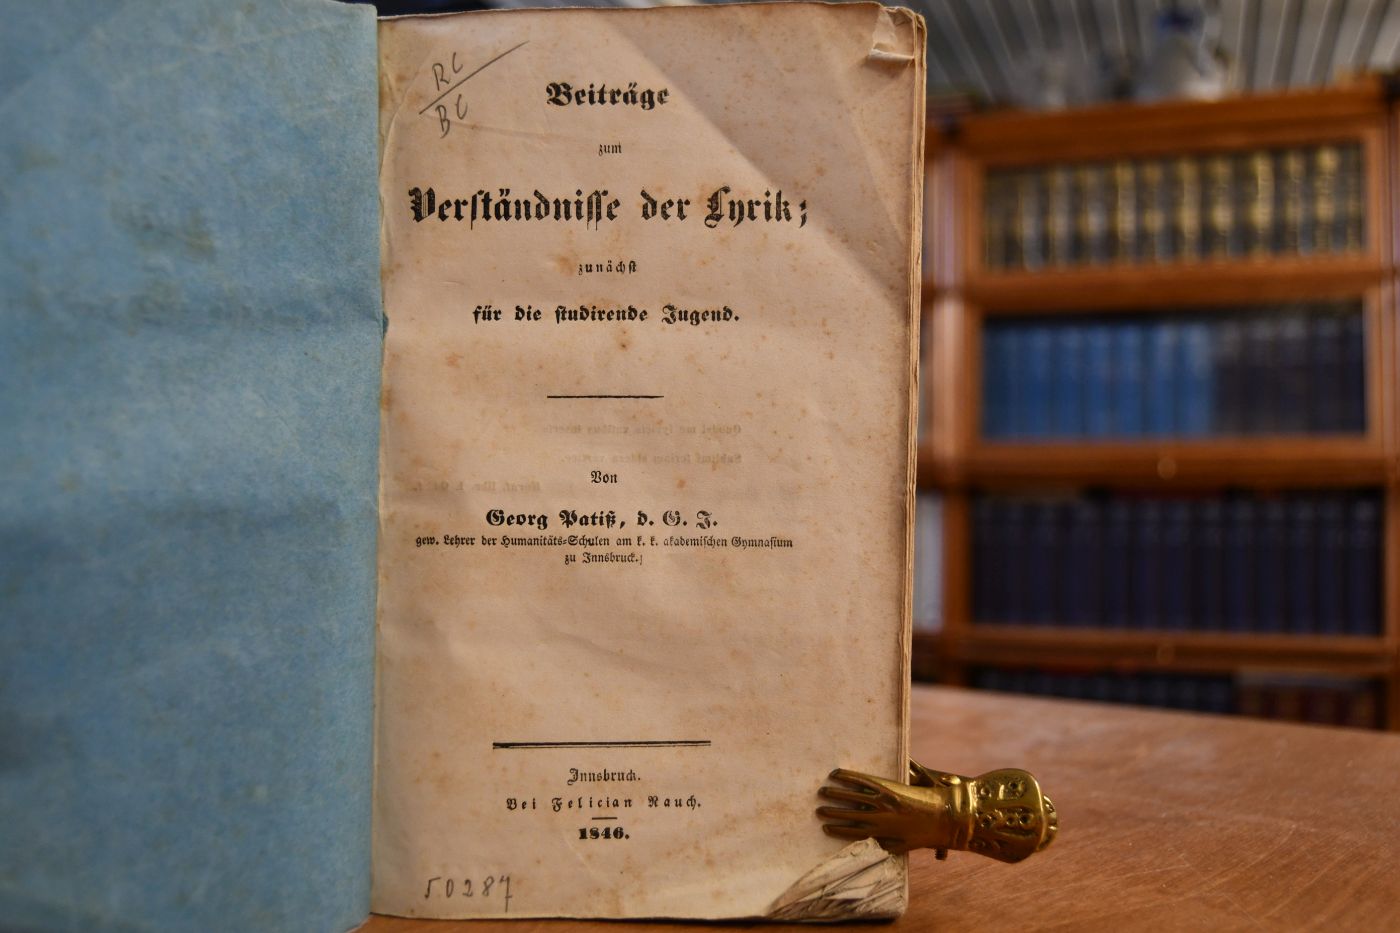 RC
BC
Beiträge
zum
Verständnisse der Lyrik;
zunächst
für die studirende Jugend.
Von
Georg Patiß, d. G. J.
gew. Lehrer der Humanitäts-Schulen am k. k. akademischen Gymnasium
zu Innsbruck.
Innsbruck.
Bei Felician Rauch.
1846.
50287